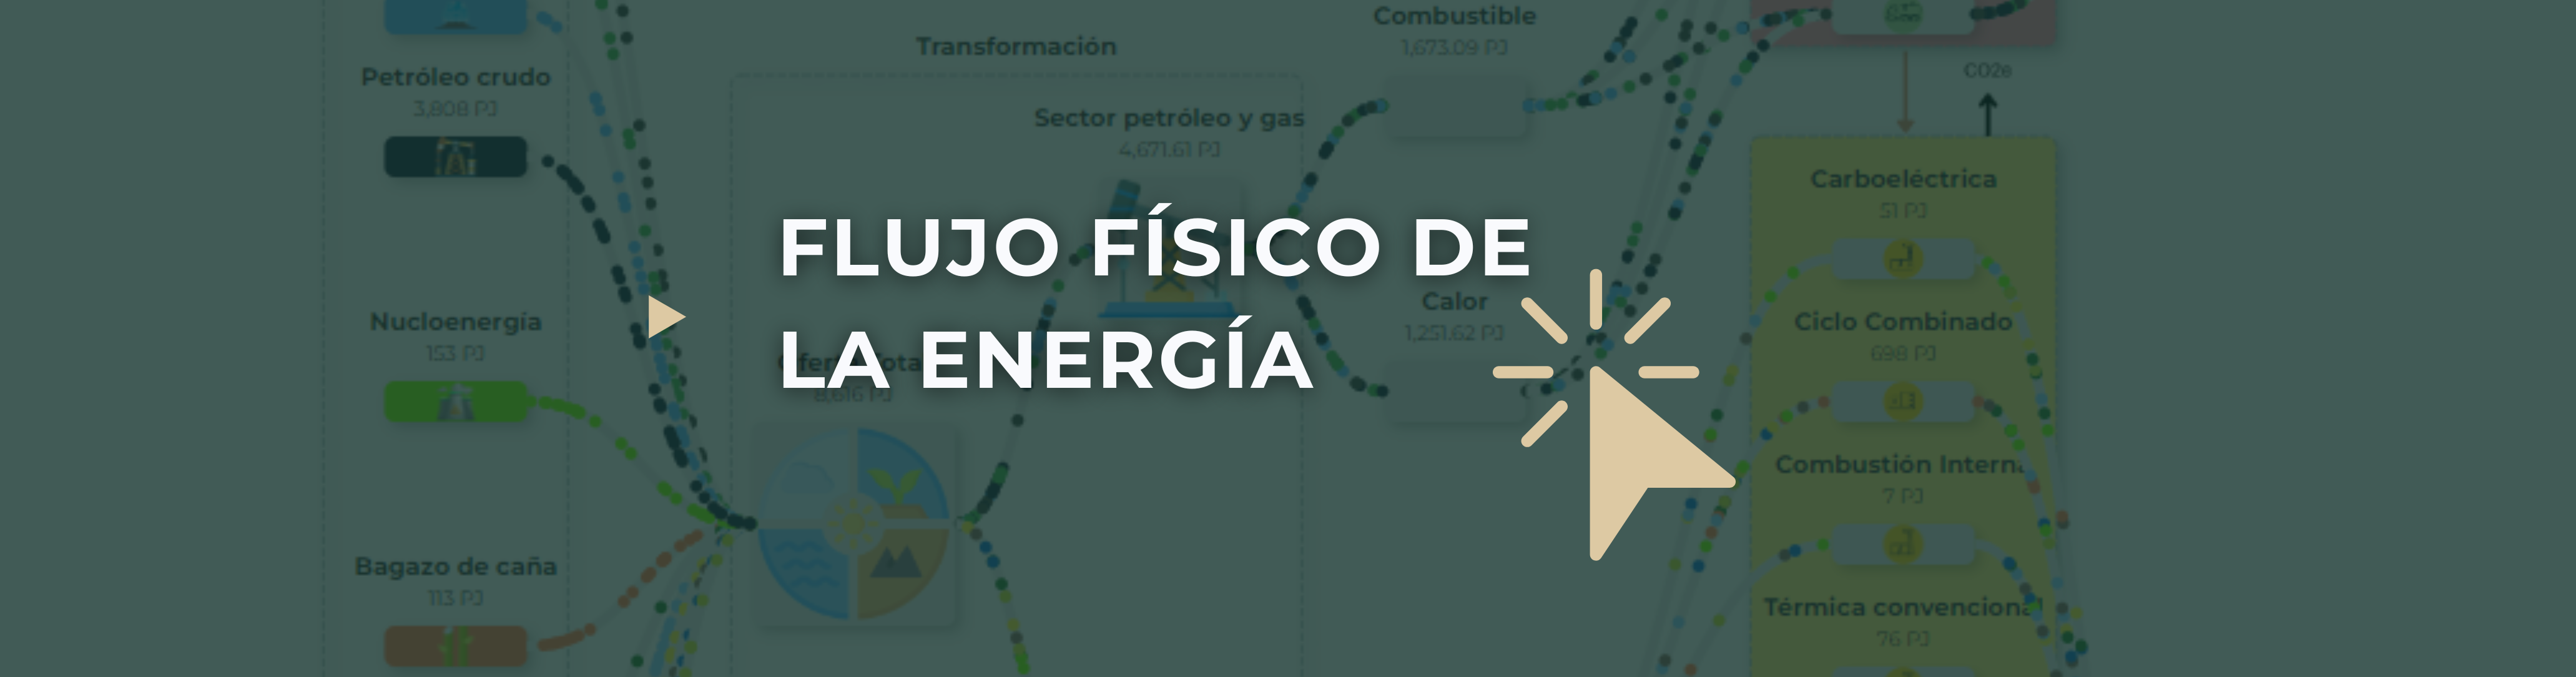 Combustible
1,673.09 PJ
Transformación
CO2e
Petróleo crudo
3,808 PJ
Sector petróleo y gas
4,671.61 PJ
Carboeléctrica
51 PJ
FLUJO FÍSICO DE
LA ENERGÍA
Calor
1,251.62 PJ
Nucloenergía
153 PJ
Ciclo Combinado
698 PJ
8,616 PJ
Combustión Interna
7 PJ
Bagazo de caña
113 PJ
Térmica convencional
76 PJ